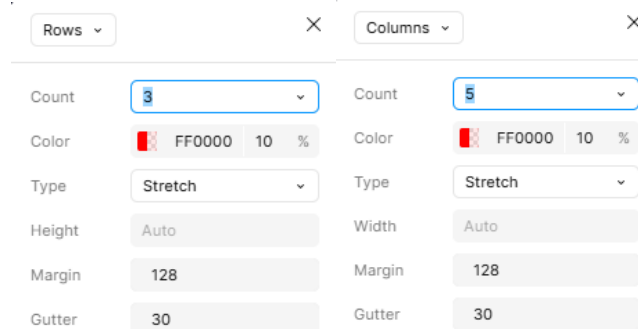 Rows
Count 3
Color FF0000 10 %
Type Stretch
Height Auto
Margin 128
Gutter 30
Columns
Count 5
Color FF0000 10 %
Type Stretch
Width Auto
Margin 128
Gutter 30